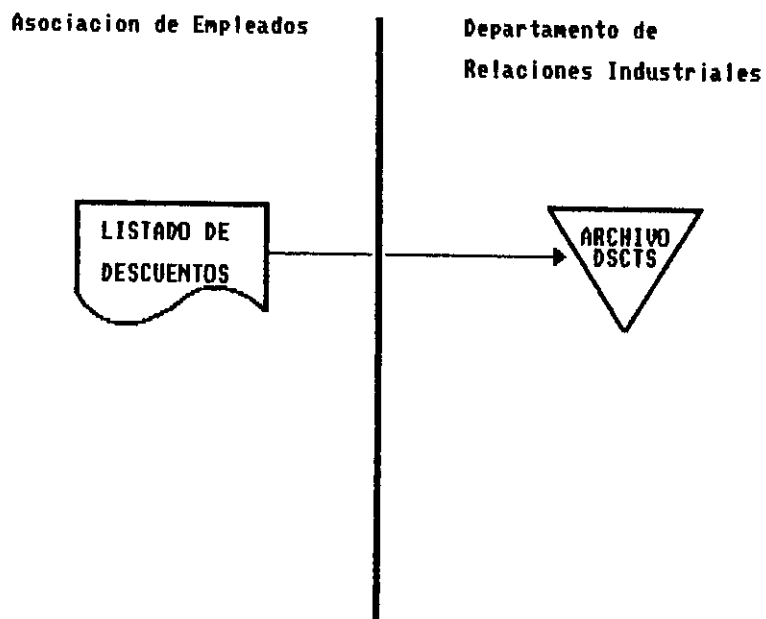 Asociacion de Empleados
Departamento de
Relaciones Industriales
LISTADO DE
DESCUENTOS
ARCHIVO
DSCTS